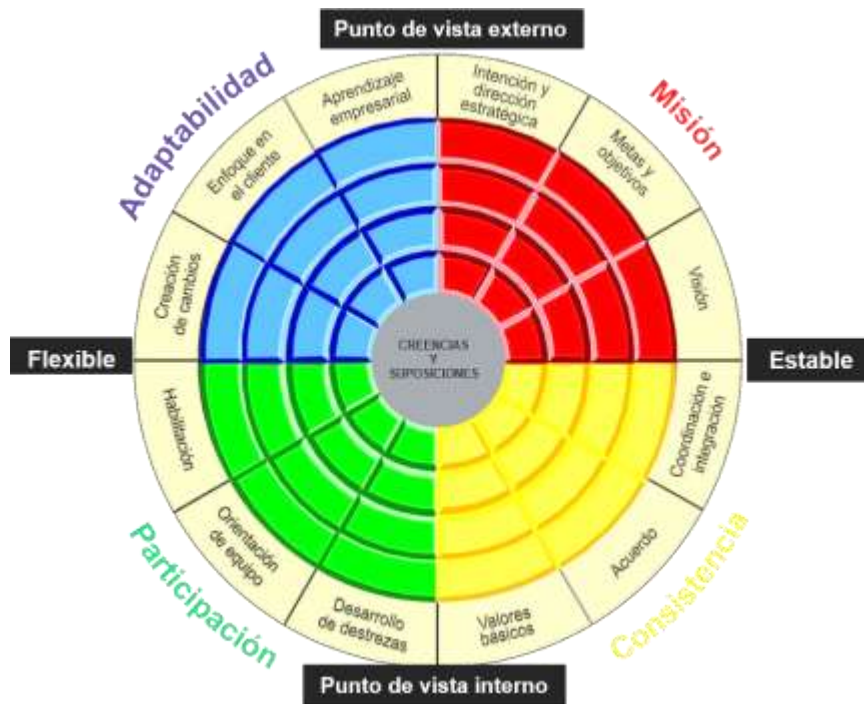 Punto de vista externo
Adaptabilidad
Misión
Aprendizaje
empresarial
Intención y
dirección
estratégica
Enfoque en
el cliente
Metas y
objetivos
Creación
de cambios
Visión
Flexible
CREENCIAS
Y
SUPOSICIONES
Estable
Habilitación
Coordinación e
integración
Orientación
de equipo
Acuerdo
Desarrollo
de destrezas
Valores
básicos
Participación
Consistencia
Punto de vista interno